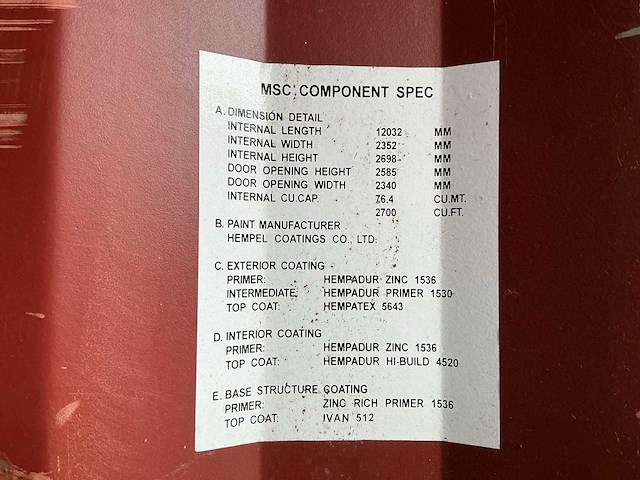 MSC COMPONENT SPEC
A. DIMENSION DETAIL
INTERNAL LENGTH 12032 MM
INTERNAL WIDTH 2352 MM
INTERNAL HEIGHT 2698 MM
DOOR OPENING HEIGHT 2585 MM
DOOR OPENING WIDTH 2340 MM
INTERNAL CU.CAP. 76.4 CU.MT.
2700 CU.FT.
B. PAINT MANUFACTURER
HEMPEL COATINGS CO., LTD.
C. EXTERIOR COATING
PRIMER: HEMPADUR ZINC 1536
INTERMEDIATE: HEMPADUR PRIMER 1530
TOP COAT: HEMPATEX 5643
D. INTERIOR COATING
PRIMER: HEMPADUR ZINC 1536
TOP COAT: HEMPADUR HI-BUILD 4520
E. BASE STRUCTURE COATING
PRIMER: ZINC RICH PRIMER 1536
TOP COAT: IVAN 512